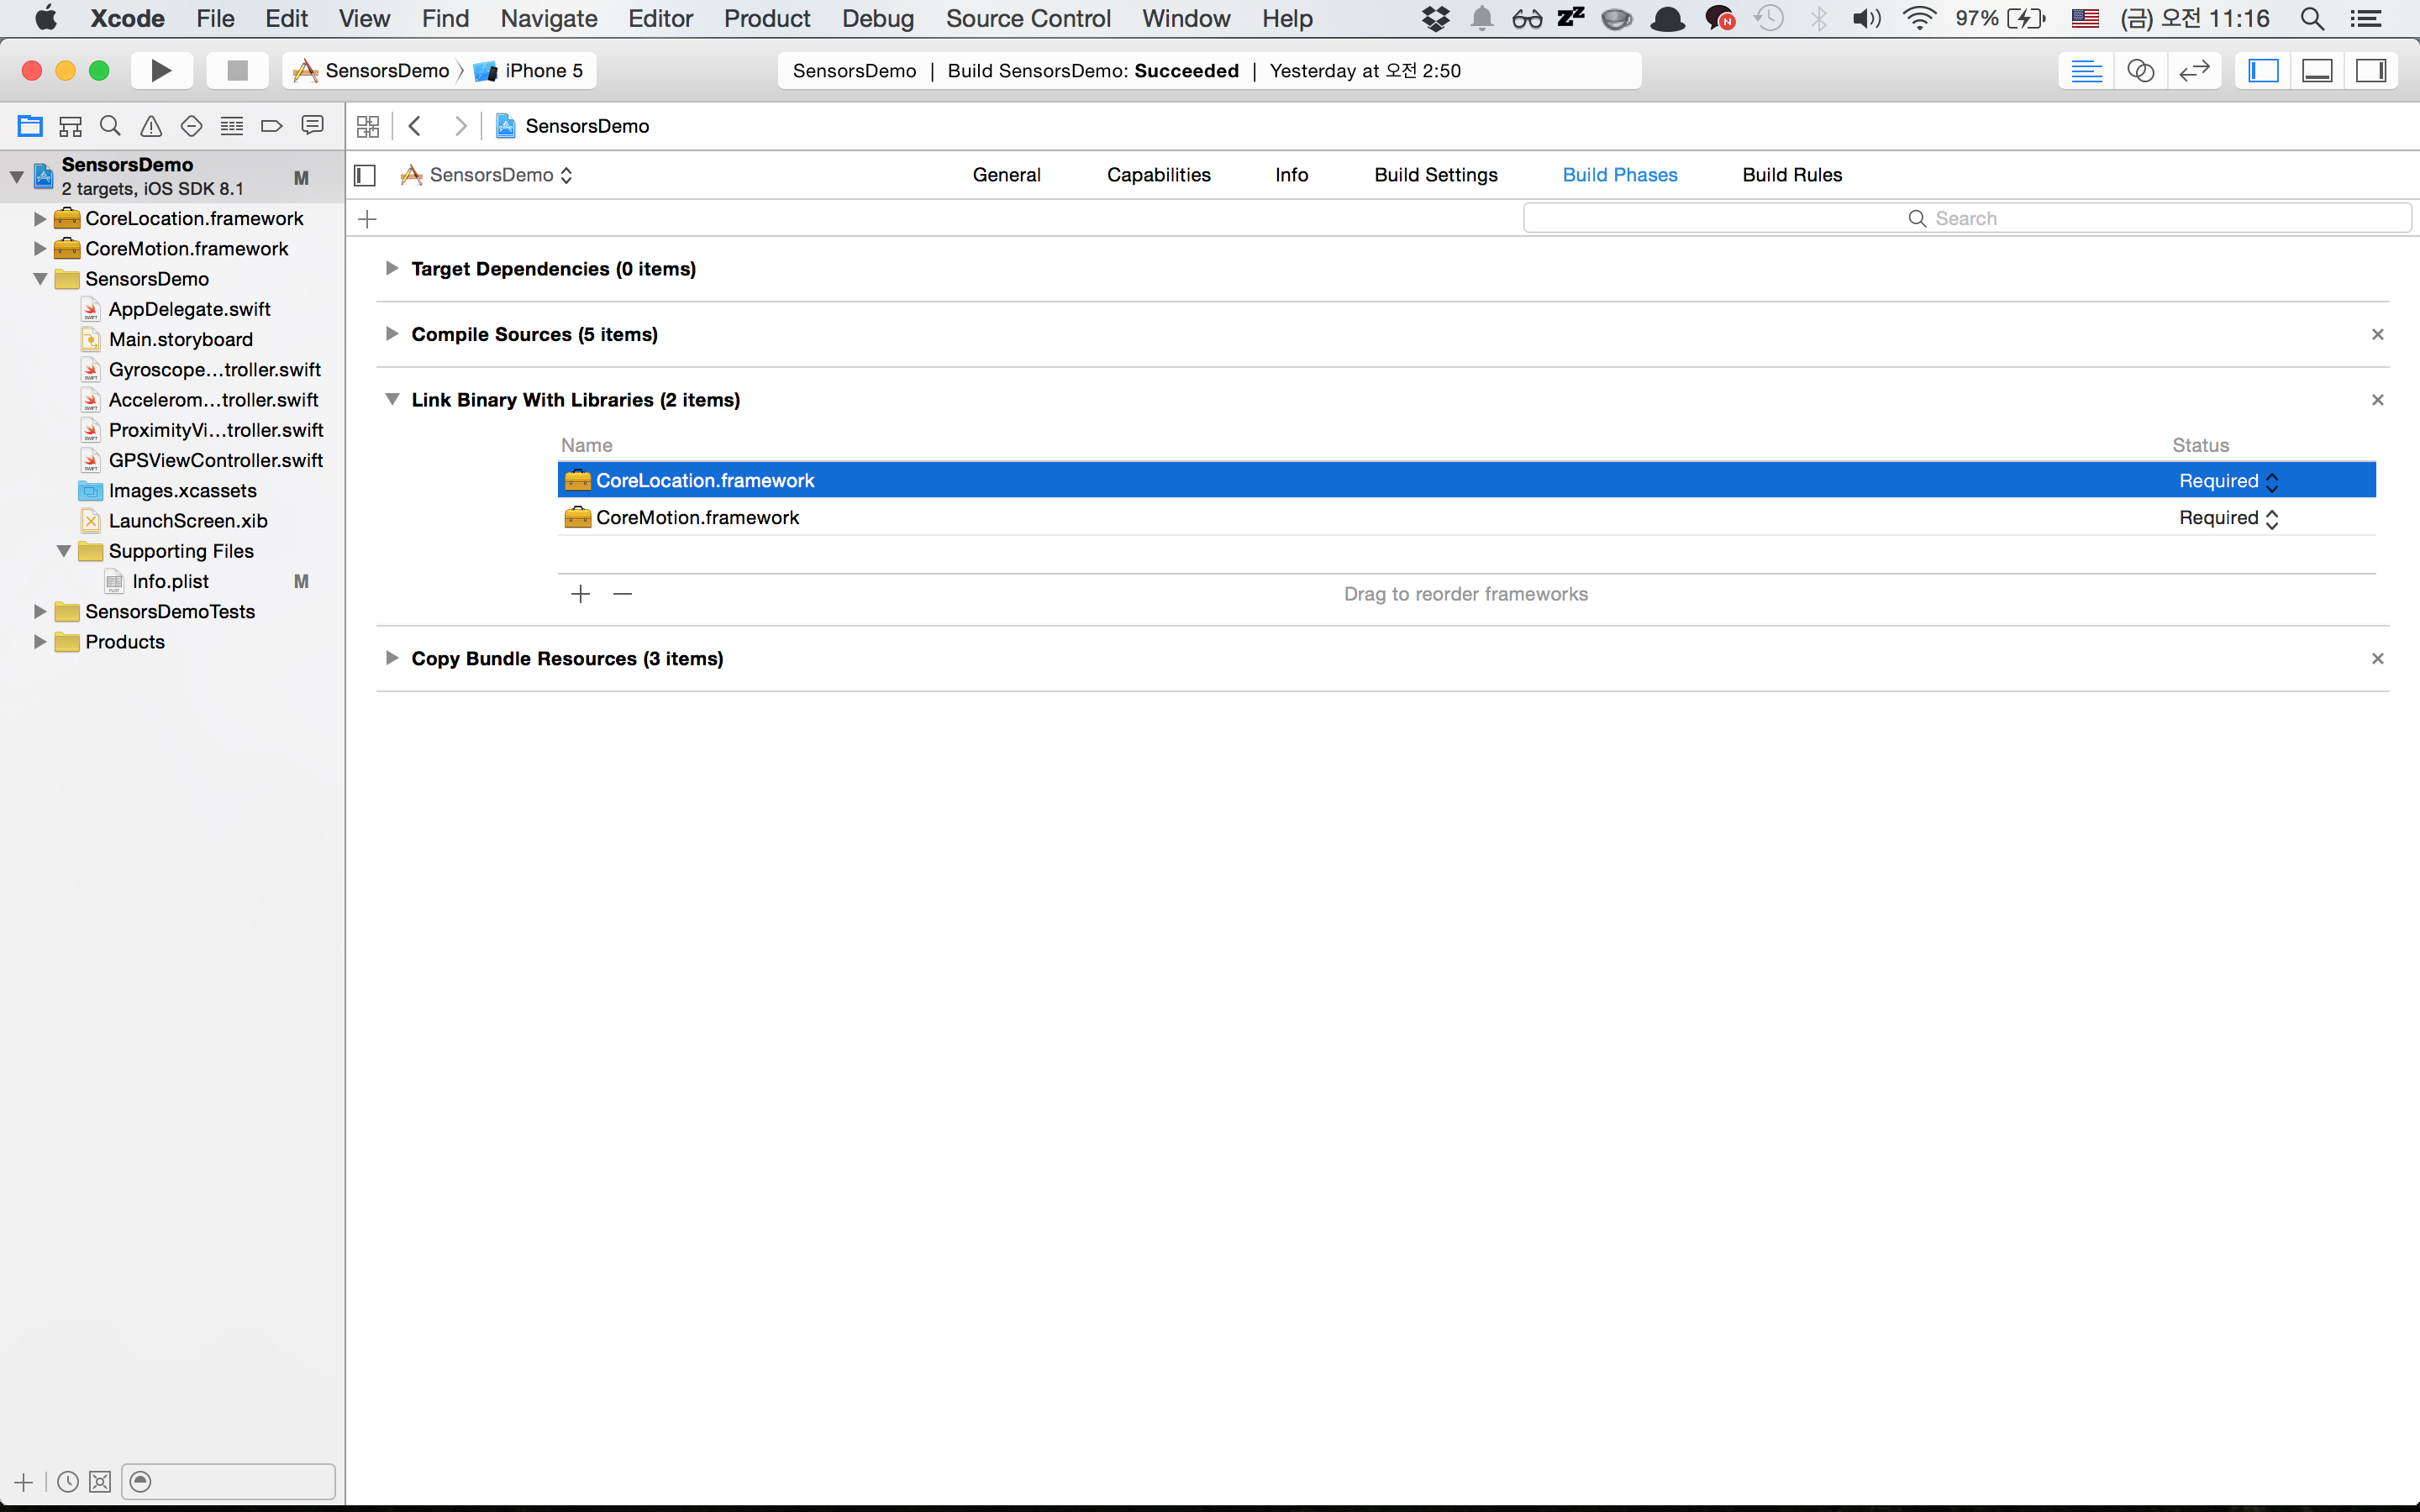 Xcode File Edit View Find Navigate Editor Product Debug Source Control Window Help 97% (금) 오전 11:16
SensorsDemo iPhone 5 SensorsDemo | Build SensorsDemo: Succeeded | Yesterday at 오전 2:50
SensorsDemo
SensorsDemo
2 targets, iOS SDK 8.1 M
CoreLocation.framework
CoreMotion.framework
SensorsDemo
AppDelegate.swift
Main.storyboard
Gyroscope...troller.swift
Accelerom...troller.swift
ProximityVi...troller.swift
GPSViewController.swift
Images.xcassets
LaunchScreen.xib
Supporting Files
Info.plist M
SensorsDemoTests
Products
SensorsDemo General Capabilities Info Build Settings Build Phases Build Rules
Search
Target Dependencies (0 items)
Compile Sources (5 items)
Link Binary With Libraries (2 items)
Name Status
CoreLocation.framework Required
CoreMotion.framework Required
Drag to reorder frameworks
Copy Bundle Resources (3 items)